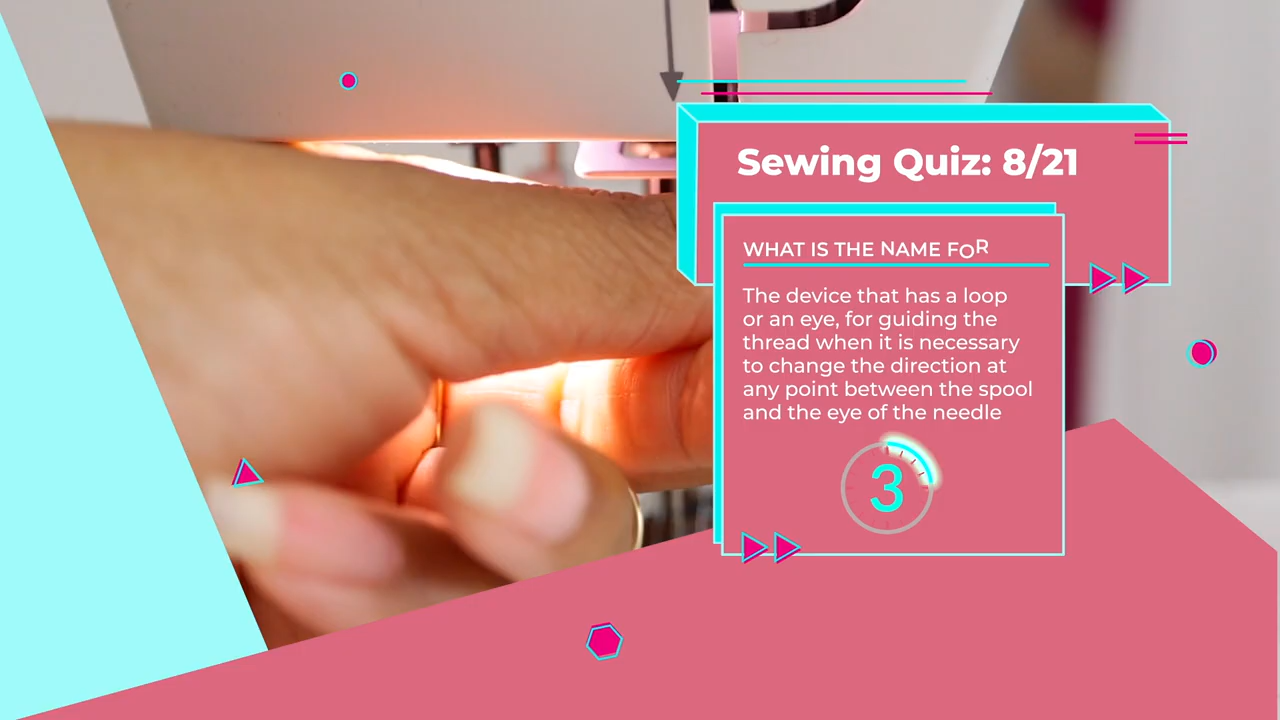 Sewing Quiz: 8/21
WHAT IS THE NAME FOR
The device that has a loop
or an eye, for guiding the
thread when it is necessary
to change the direction at
any point between the spool
and the eye of the needle
3